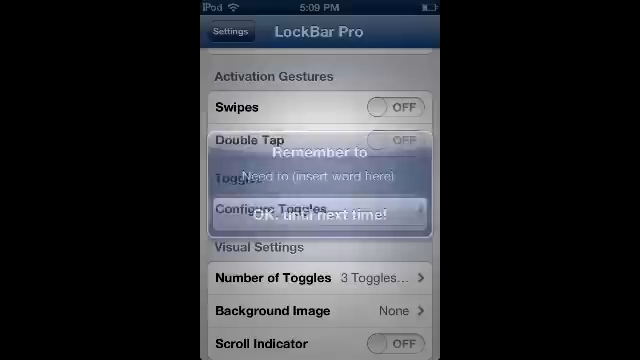 iPod 5:09 PM
Settings LockBar Pro
Activation Gestures
Swipes OFF
Double Tap OFF
Remember to
Need to (insert word here)
Toggles
Configure Toggles
OK. until next time!
Visual Settings
Number of Toggles 3 Toggles...
Background Image None
Scroll Indicator OFF